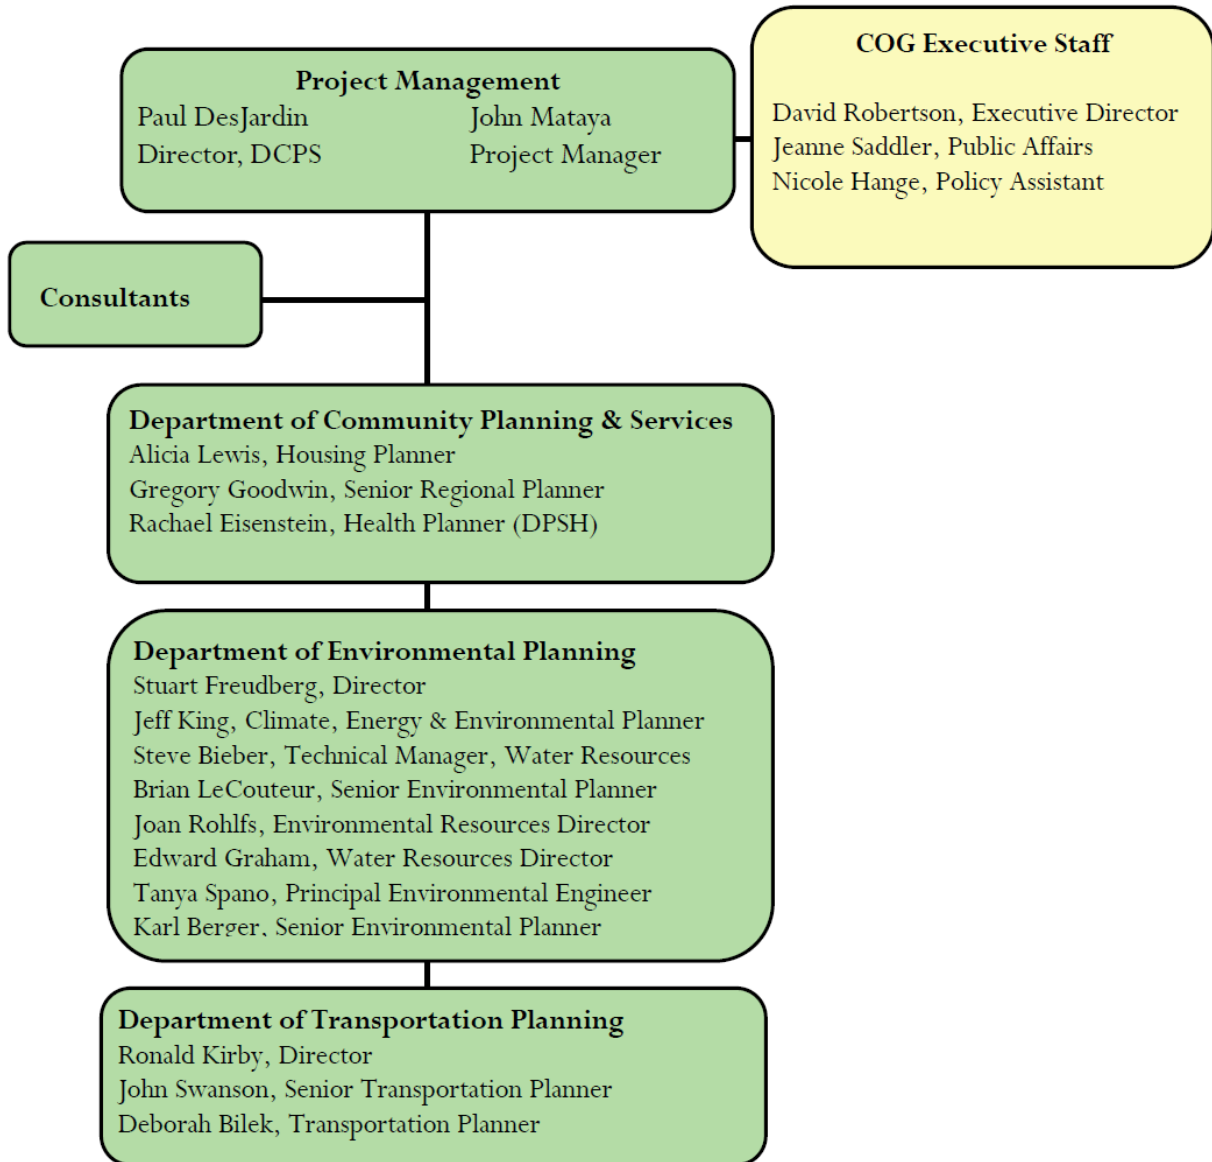 Project Management
Paul DesJardin John Mataya
Director, DCPS Project Manager
COG Executive Staff
David Robertson, Executive Director
Jeanne Saddler, Public Affairs
Nicole Hange, Policy Assistant
Consultants
Department of Community Planning & Services
Alicia Lewis, Housing Planner
Gregory Goodwin, Senior Regional Planner
Rachael Eisenstein, Health Planner (DPSH)
Department of Environmental Planning
Stuart Freudberg, Director
Jeff King, Climate, Energy & Environmental Planner
Steve Bieber, Technical Manager, Water Resources
Brian LeCouteur, Senior Environmental Planner
Joan Rohlfs, Environmental Resources Director
Edward Graham, Water Resources Director
Tanya Spano, Principal Environmental Engineer
Karl Berger, Senior Environmental Planner
Department of Transportation Planning
Ronald Kirby, Director
John Swanson, Senior Transportation Planner
Deborah Bilek, Transportation Planner